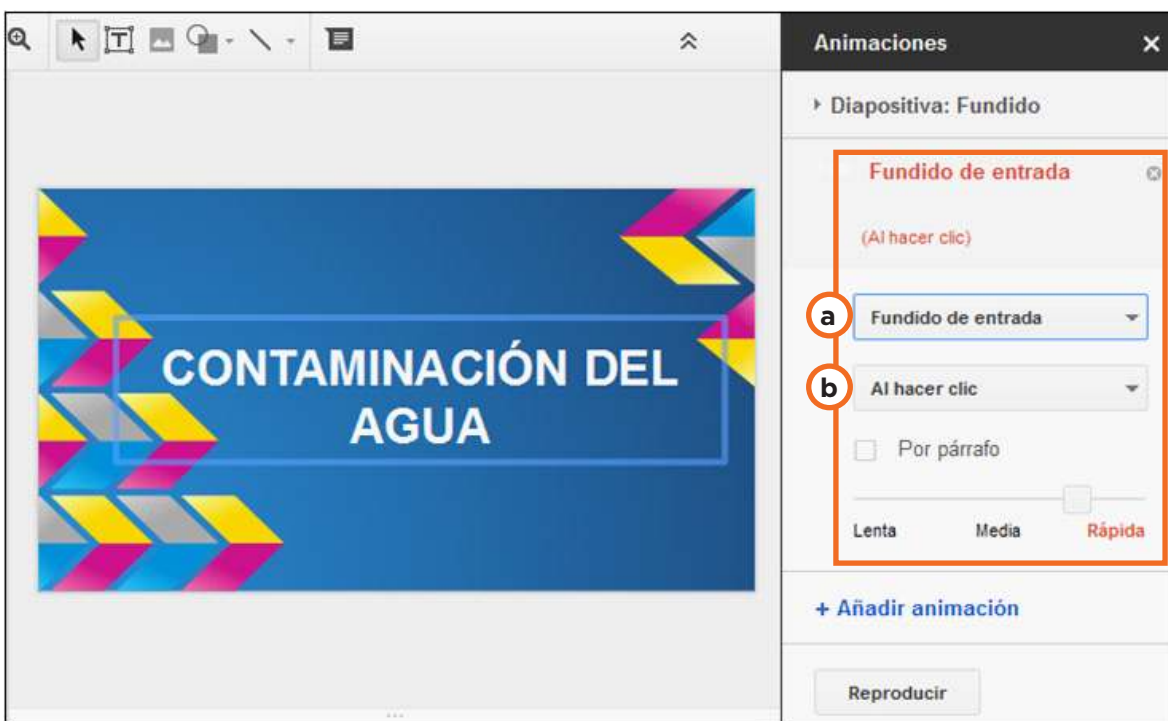 Animaciones
Diapositiva: Fundido
CONTAMINACIÓN DEL
AGUA
Fundido de entrada
(Al hacer clic)
a
Fundido de entrada
b
Al hacer clic
Por párrafo
Lenta Media Rápida
+ Añadir animación
Reproducir